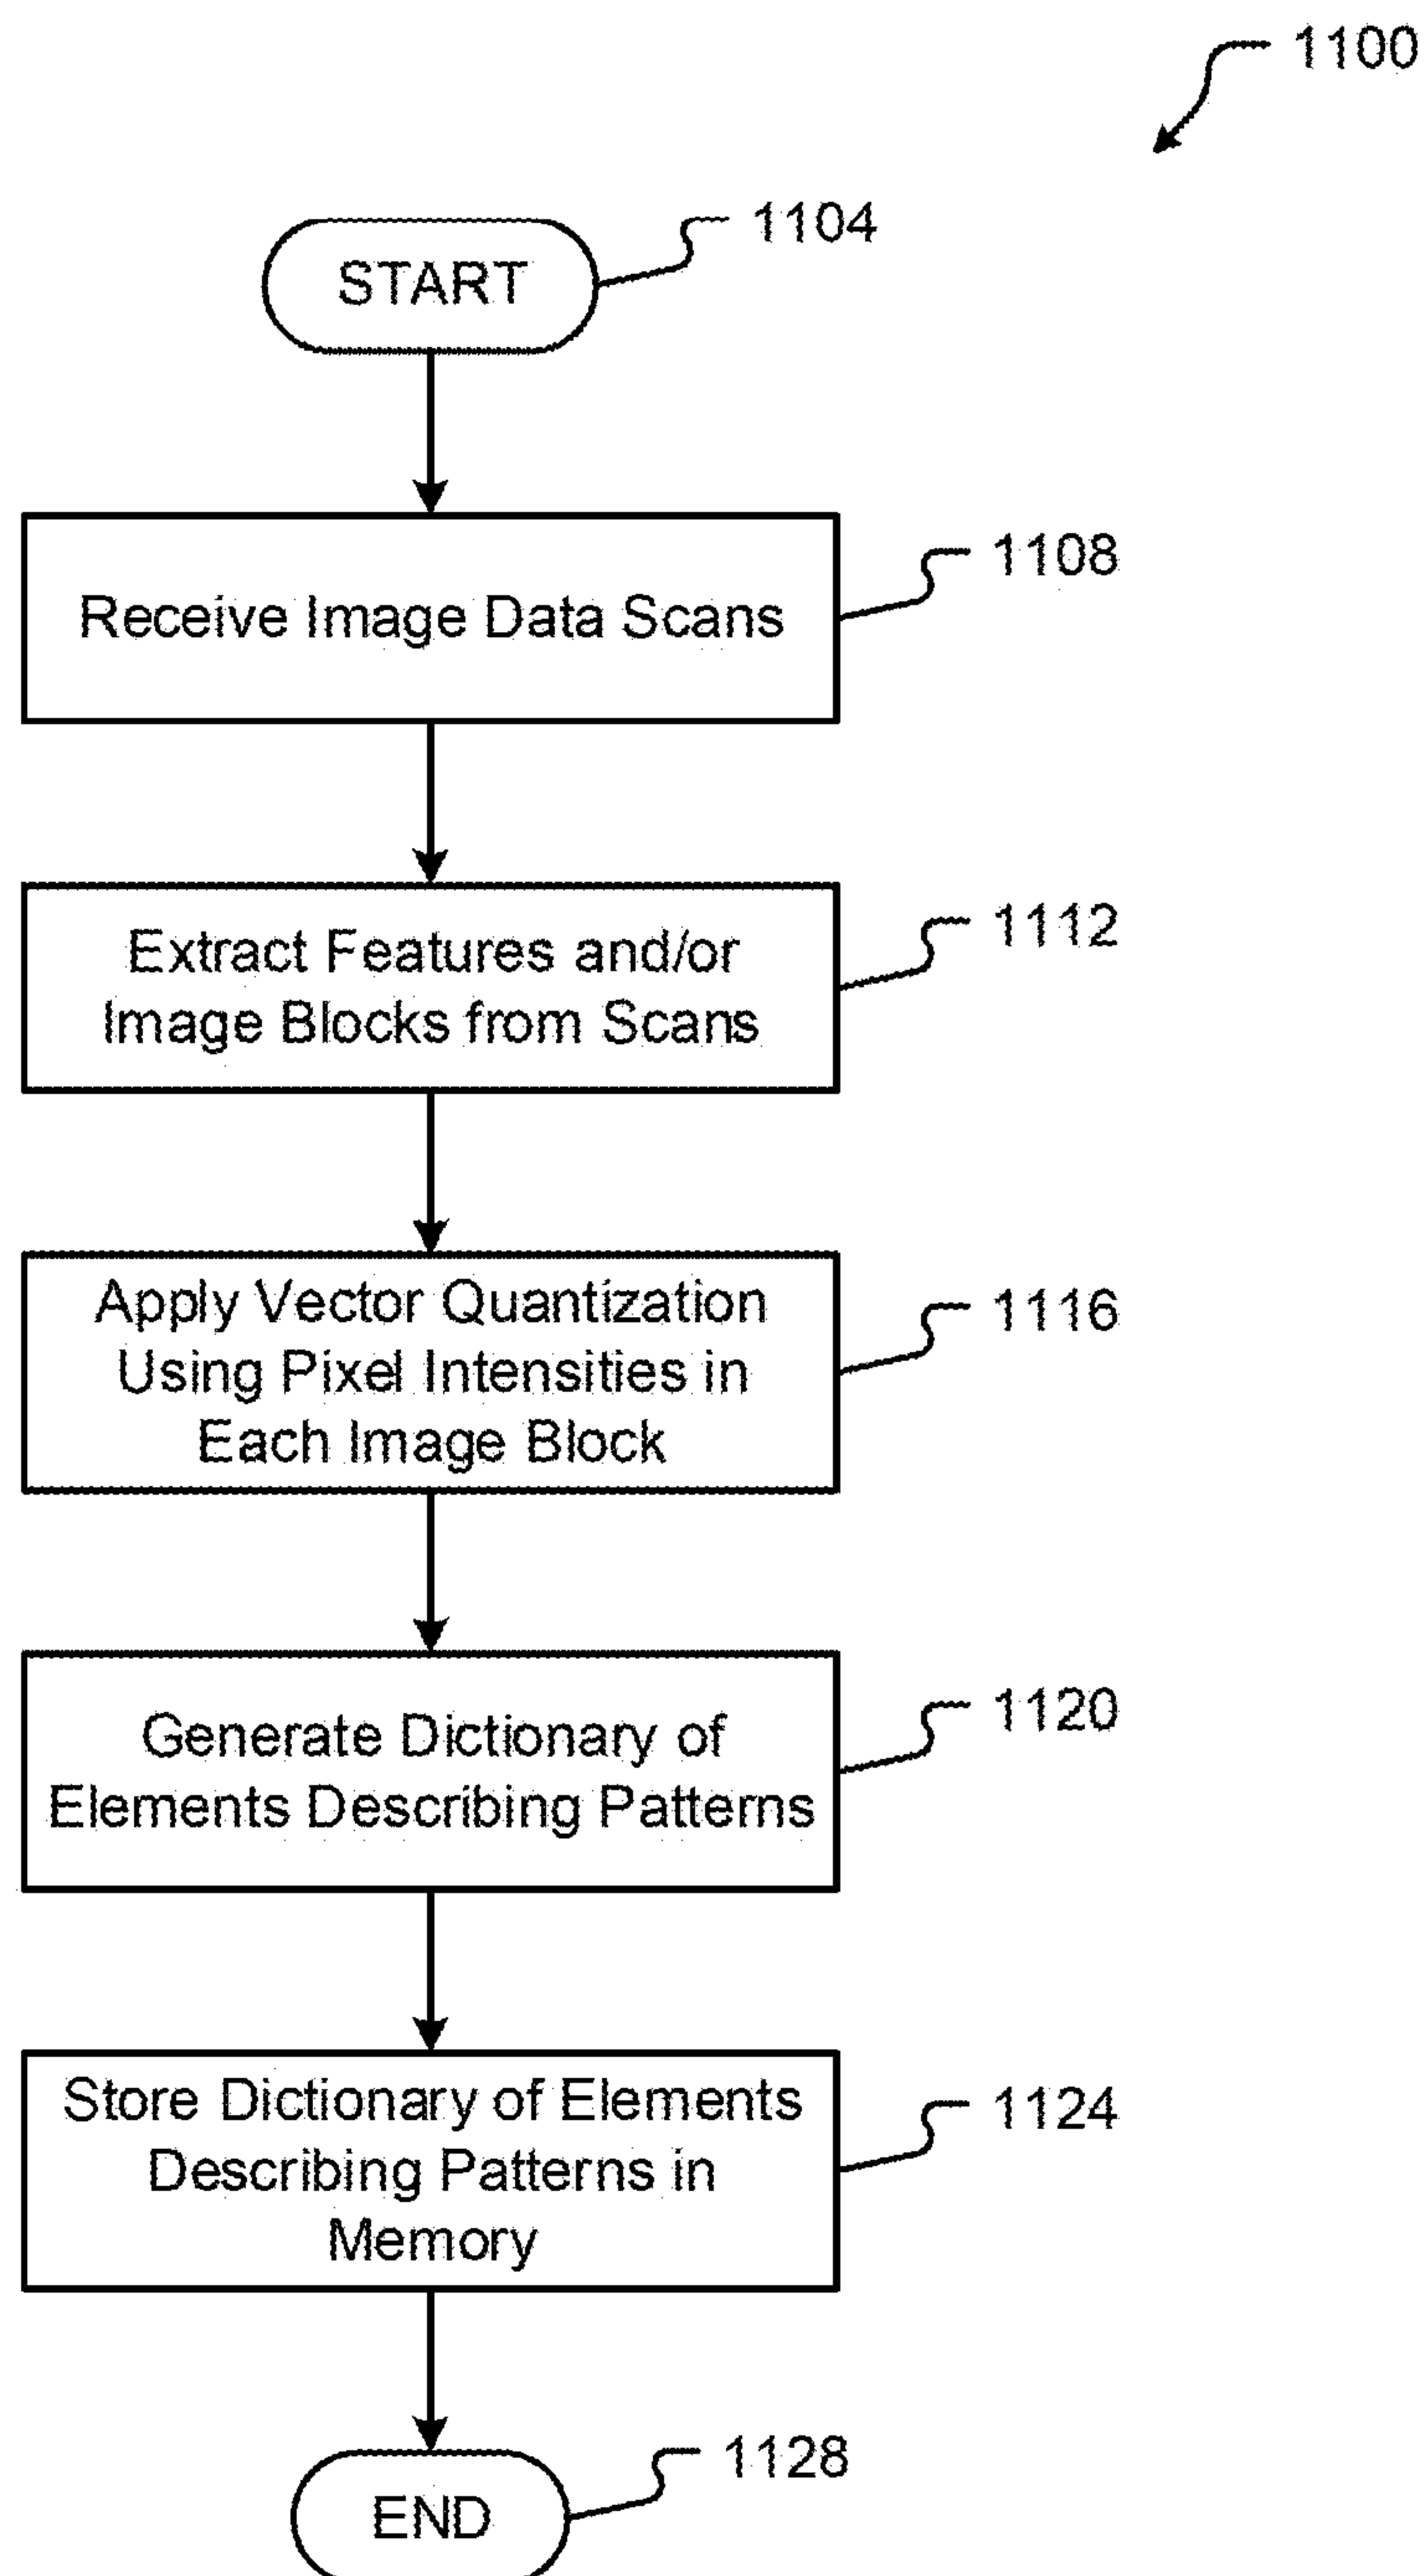 1100
1104
START
1108
Receive Image Data Scans
1112
Extract Features and/or
Image Blocks from Scans
Apply Vector Quantization
1116
Using Pixel Intensities in
Each Image Block
1120
Generate Dictionary of
Elements Describing Patterns
Store Dictionary of Elements
1124
Describing Patterns in
Memory
1128
END